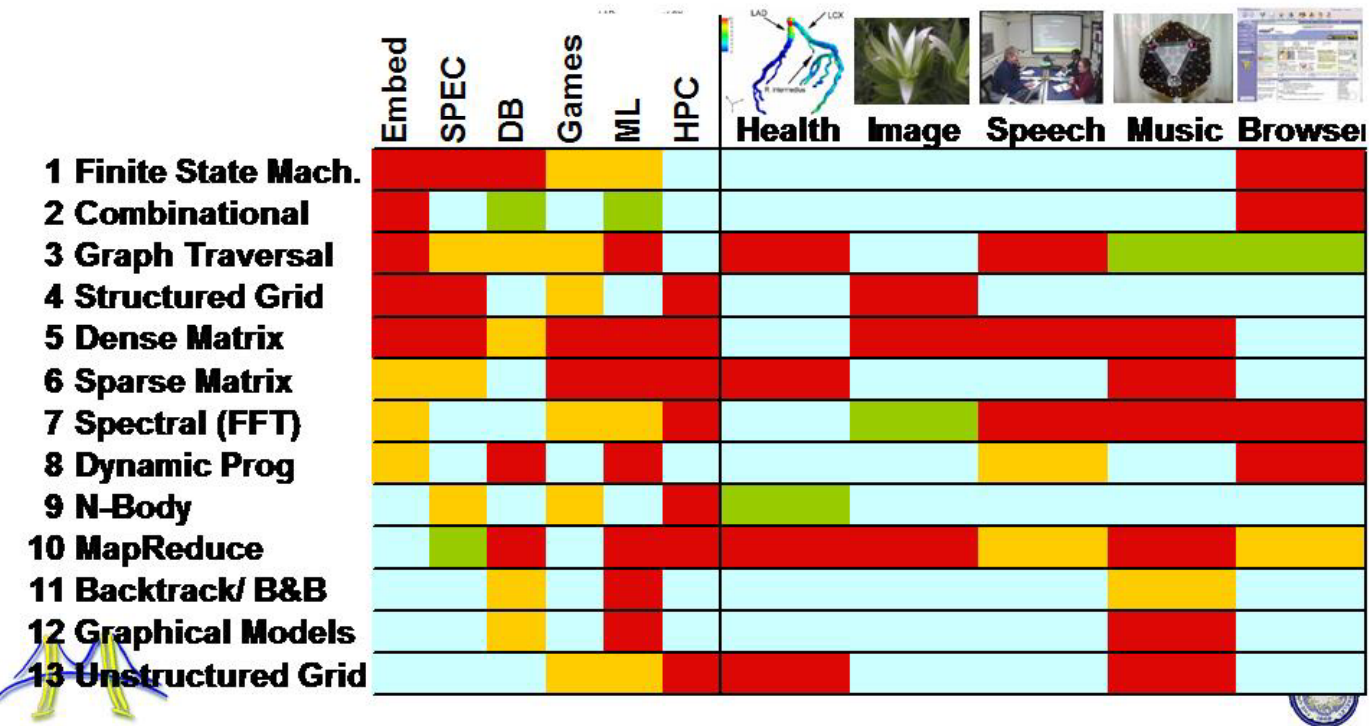 Embed
SPEC
DB
Games
ML
HPC
LAD
LCX
Health
Image
Speech
Music
Browser
1 Finite State Mach.
2 Combinational
3 Graph Traversal
4 Structured Grid
5 Dense Matrix
6 Sparse Matrix
7 Spectral (FFT)
8 Dynamic Prog
9 N-Body
10 MapReduce
11 Backtrack/ B&B
12 Graphical Models
13 Unstructured Grid